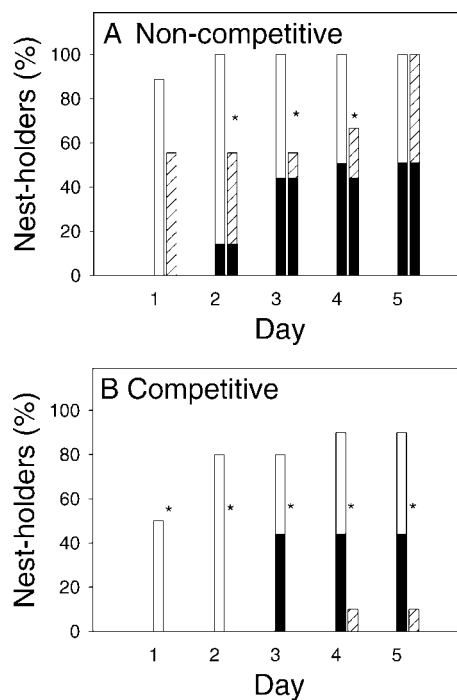 A Non-competitive
Nest-holders (%)
100
80
60
40
20
0
* * *
1 2 3 4 5
Day
B Competitive
Nest-holders (%)
100
80
60
40
20
0
* * * * *
1 2 3 4 5
Day